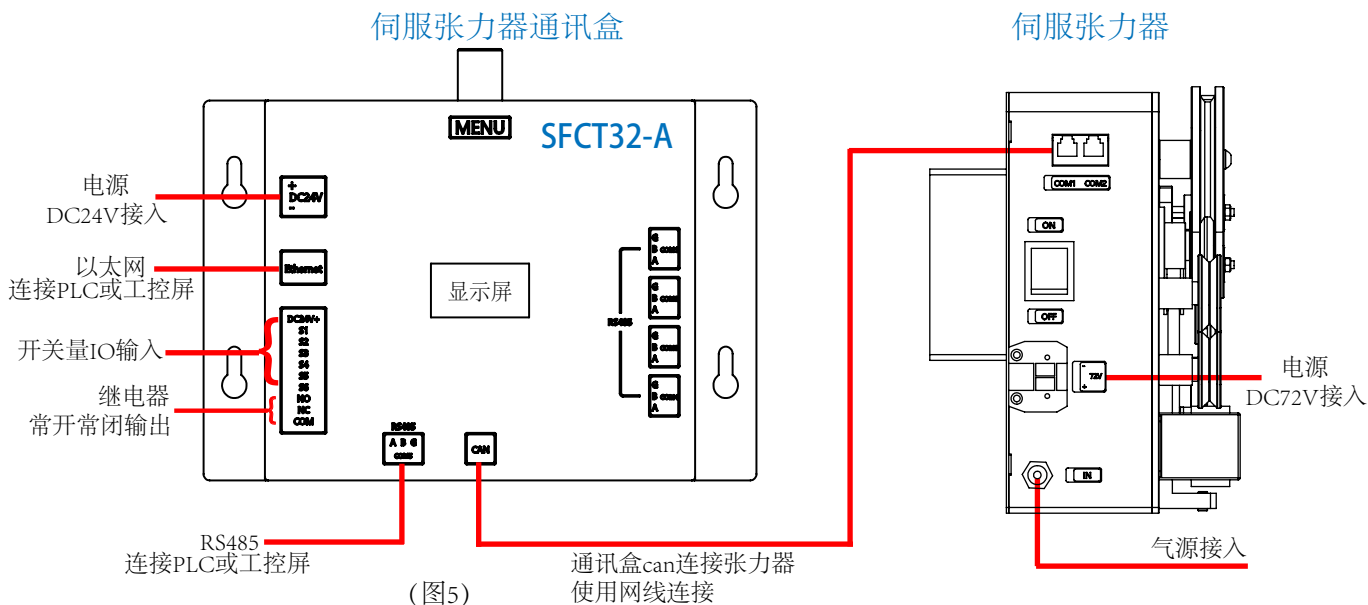 伺服张力器通讯盒
伺服张力器
MENU
SFCT32-A
电源
DC24V接入
+
DC24V
-
以太网
连接PLC或工控屏
Ethernet
显示屏
开关量IO输入
继电器
常开常闭输出
DC24V+
S1
S2
S3
S4
S5
S6
NO
NC
COM
RS485
G
B
A
G
B
A
G
B
A
G
B
A
RS485
A B G
CAN
RS485
连接PLC或工控屏
(图5)
通讯盒can连接张力器
使用网线连接
COM1 COM2
ON
OFF
-
72V
+
IN
电源
DC72V接入
气源接入